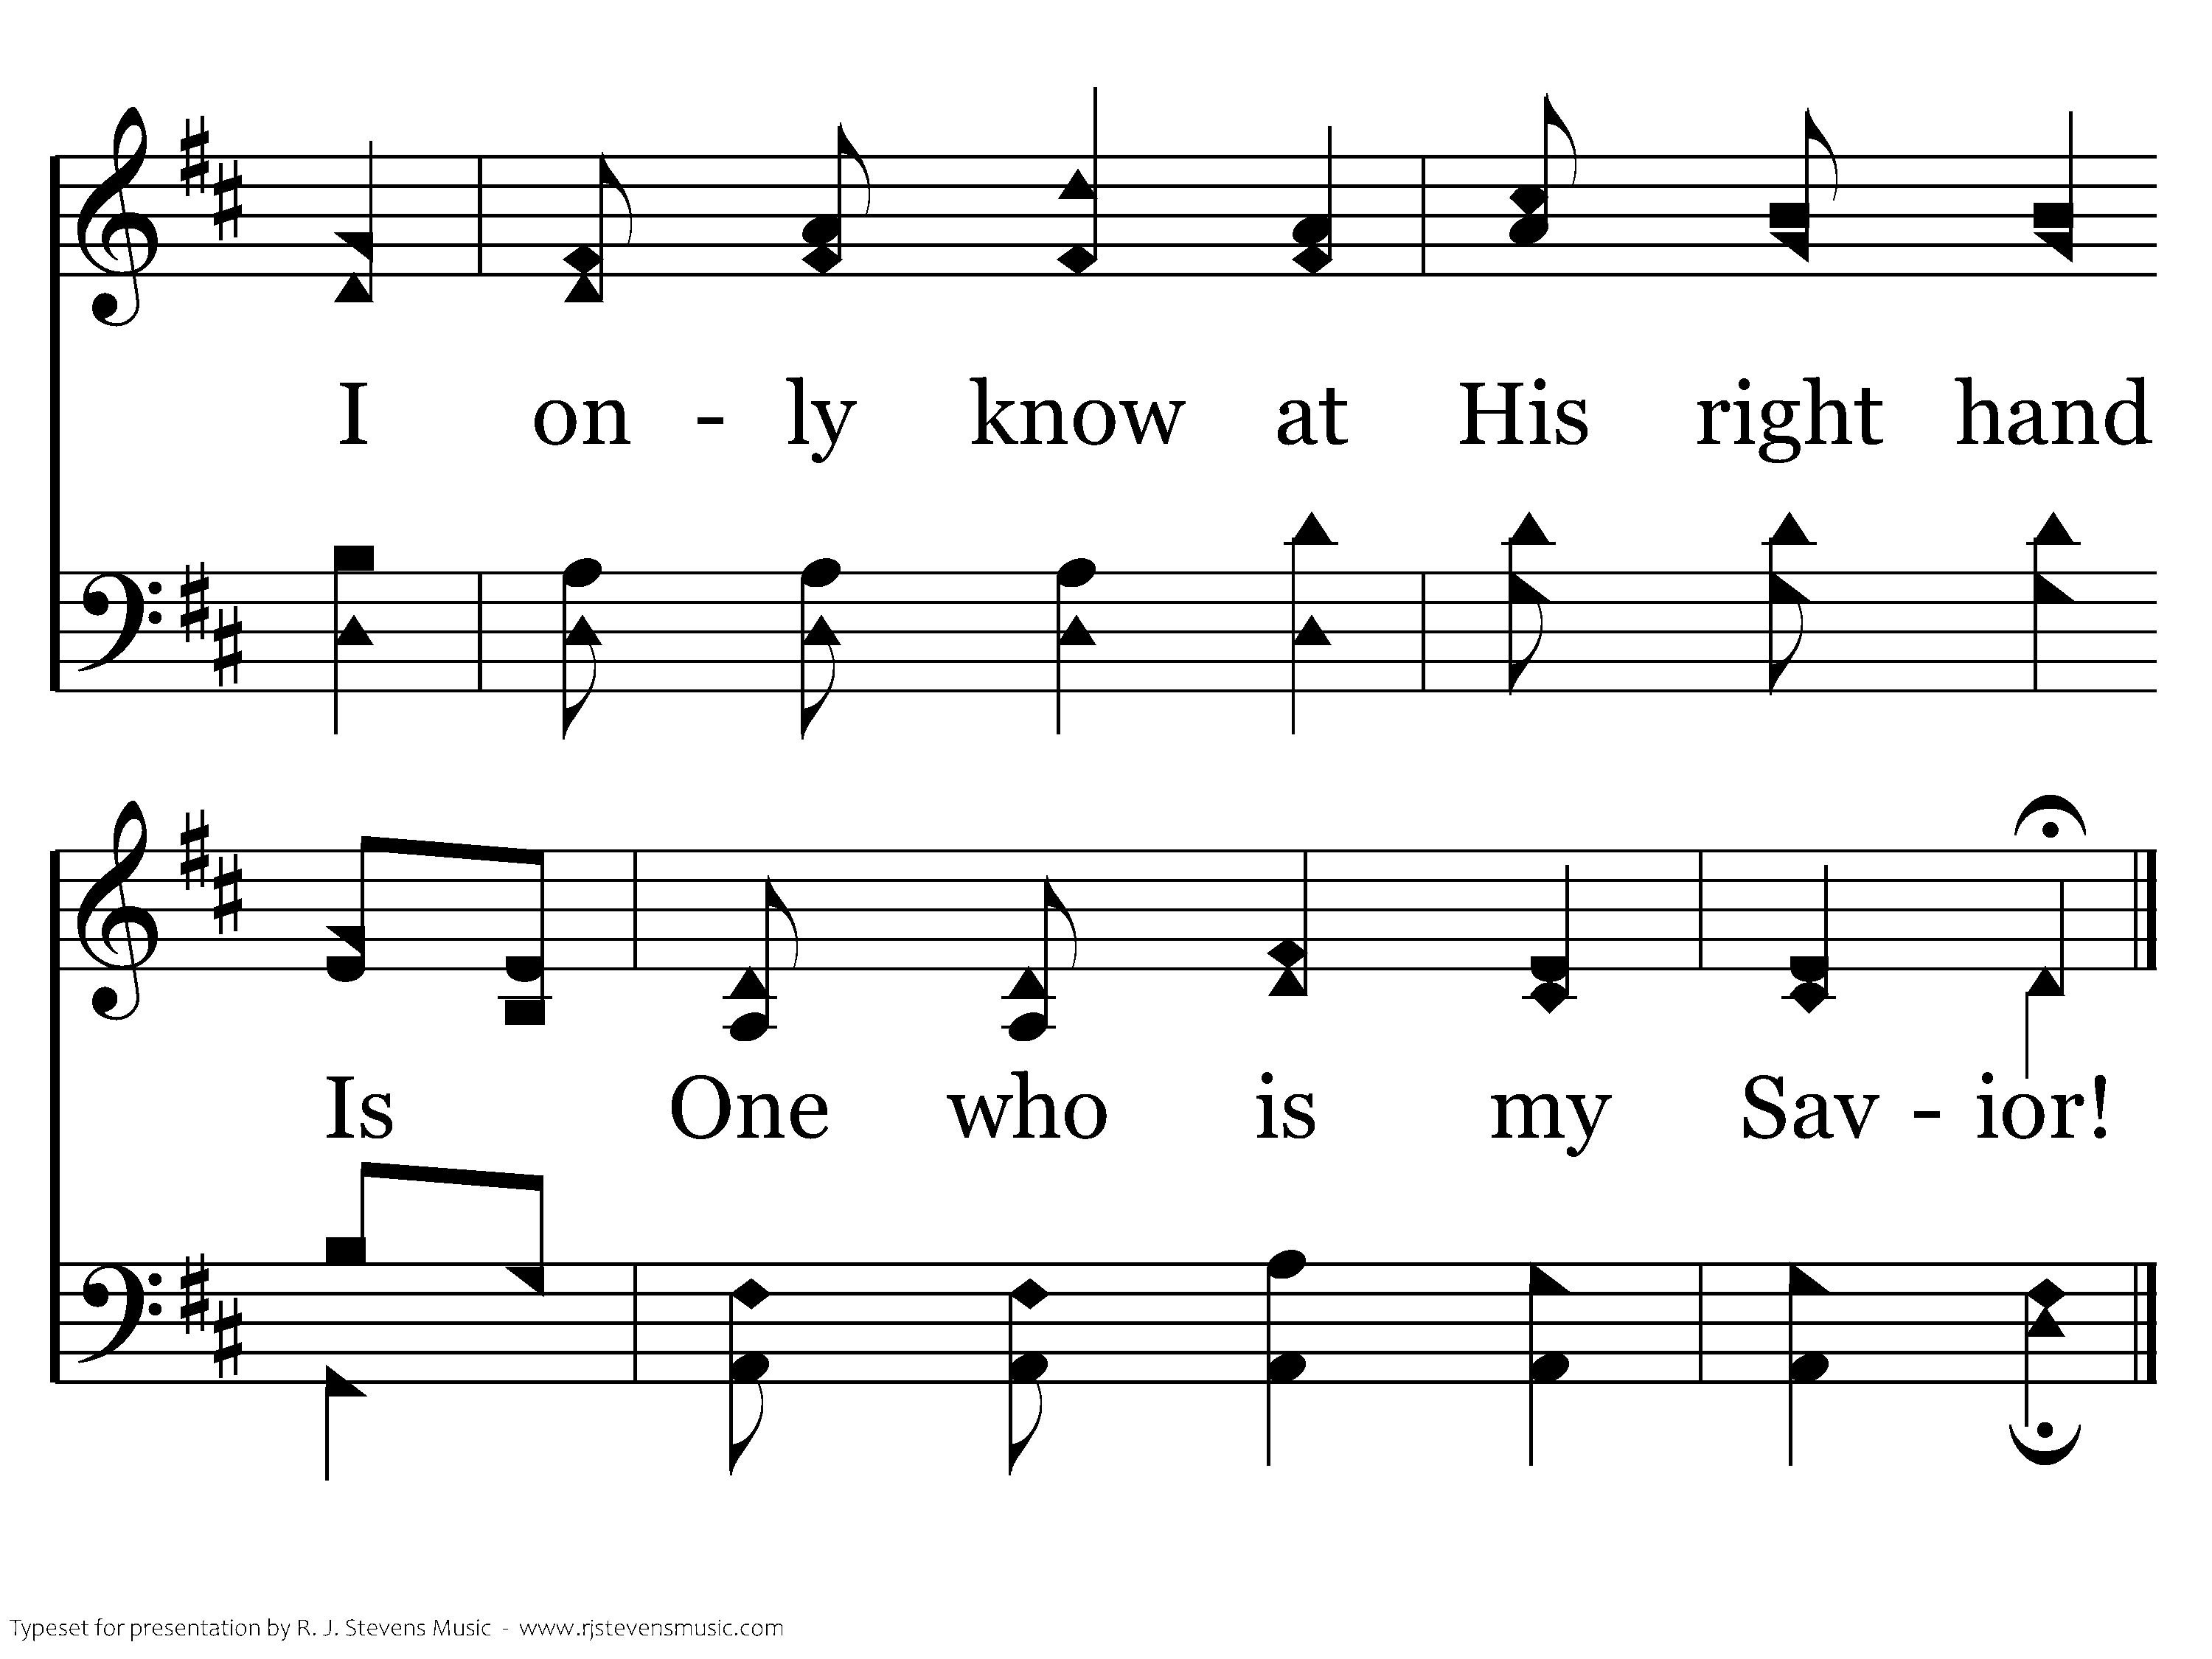 I on - ly know at His right hand
Is One who is my Sav - ior!
Typeset for presentation by R. J. Stevens Music - www.rjstevensmusic.com